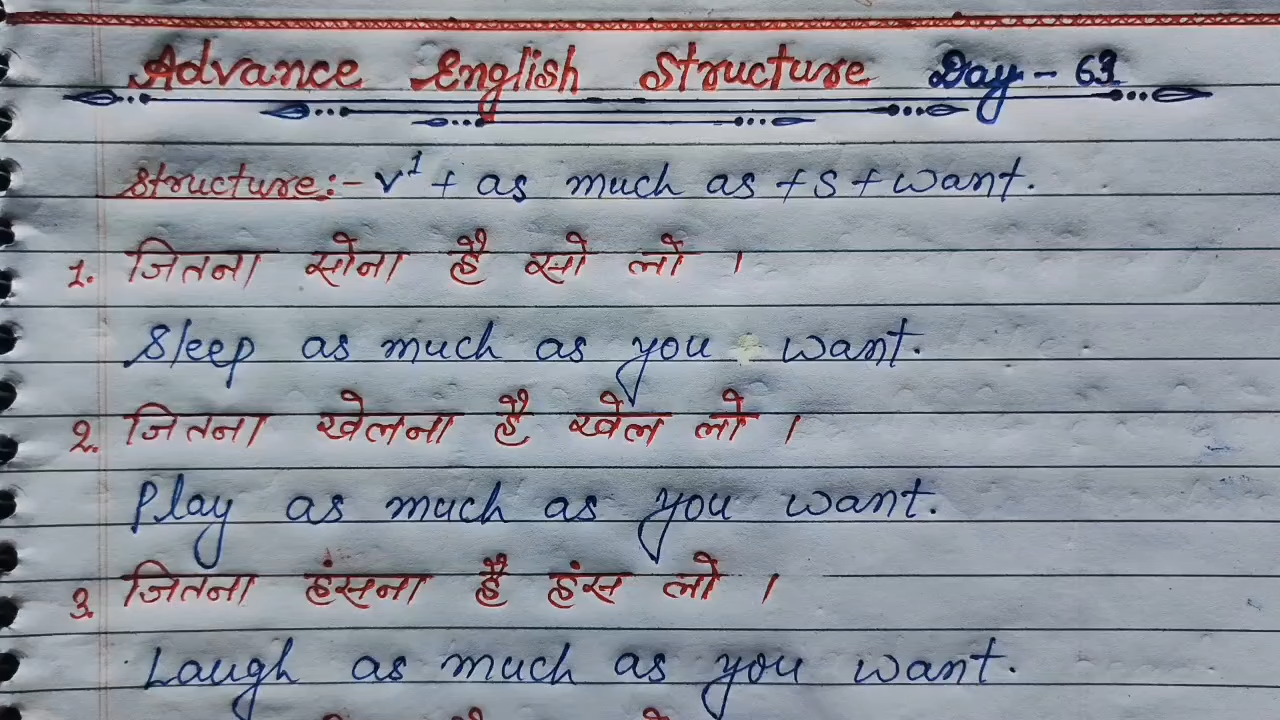 Advance English Structure Day - 63
Structure:- V¹ + as much as + S + want.
1. जितना सोना है सो लो ।
Sleep as much as you want.
2. जितना खेलना है खेल लो ।
Play as much as you want.
3. जितना हंसना है हंस लो ।
Laugh as much as you want.